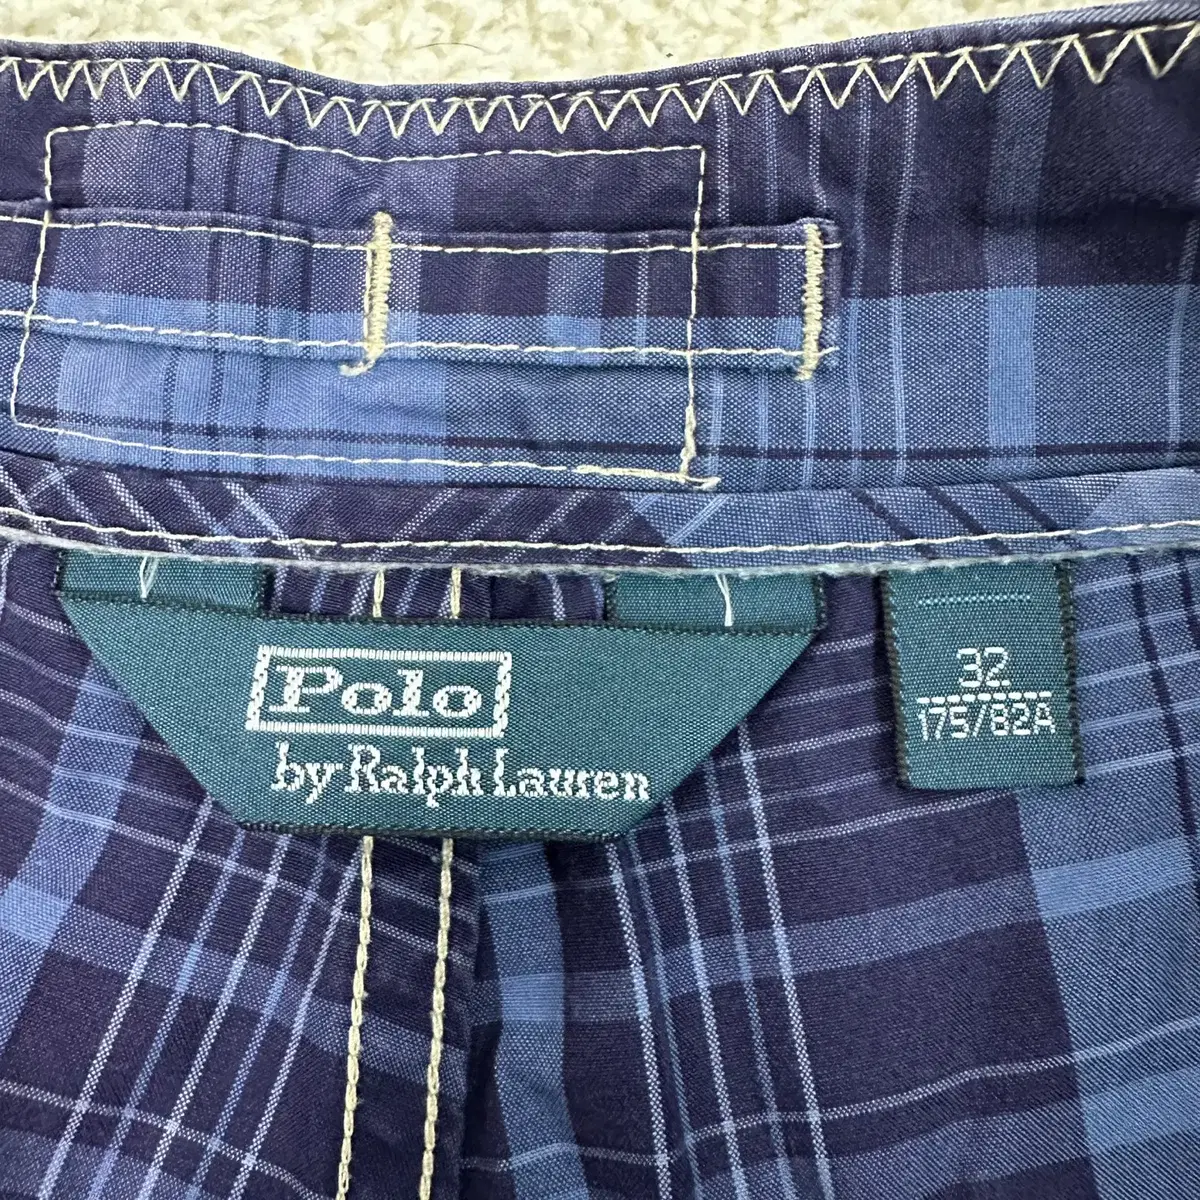 Polo
by Ralph Lauren
32
175/82A